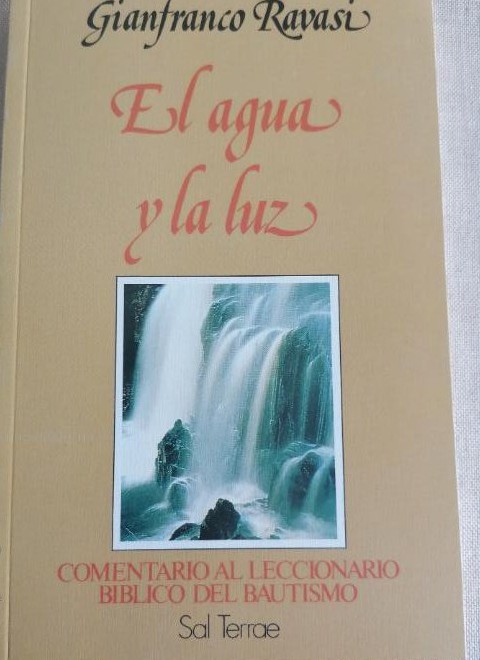 Gianfranco Ravasi
El agua
y la luz
COMENTARIO AL LECCIONARIO
BIBLICO DEL BAUTISMO
Sal Terrae